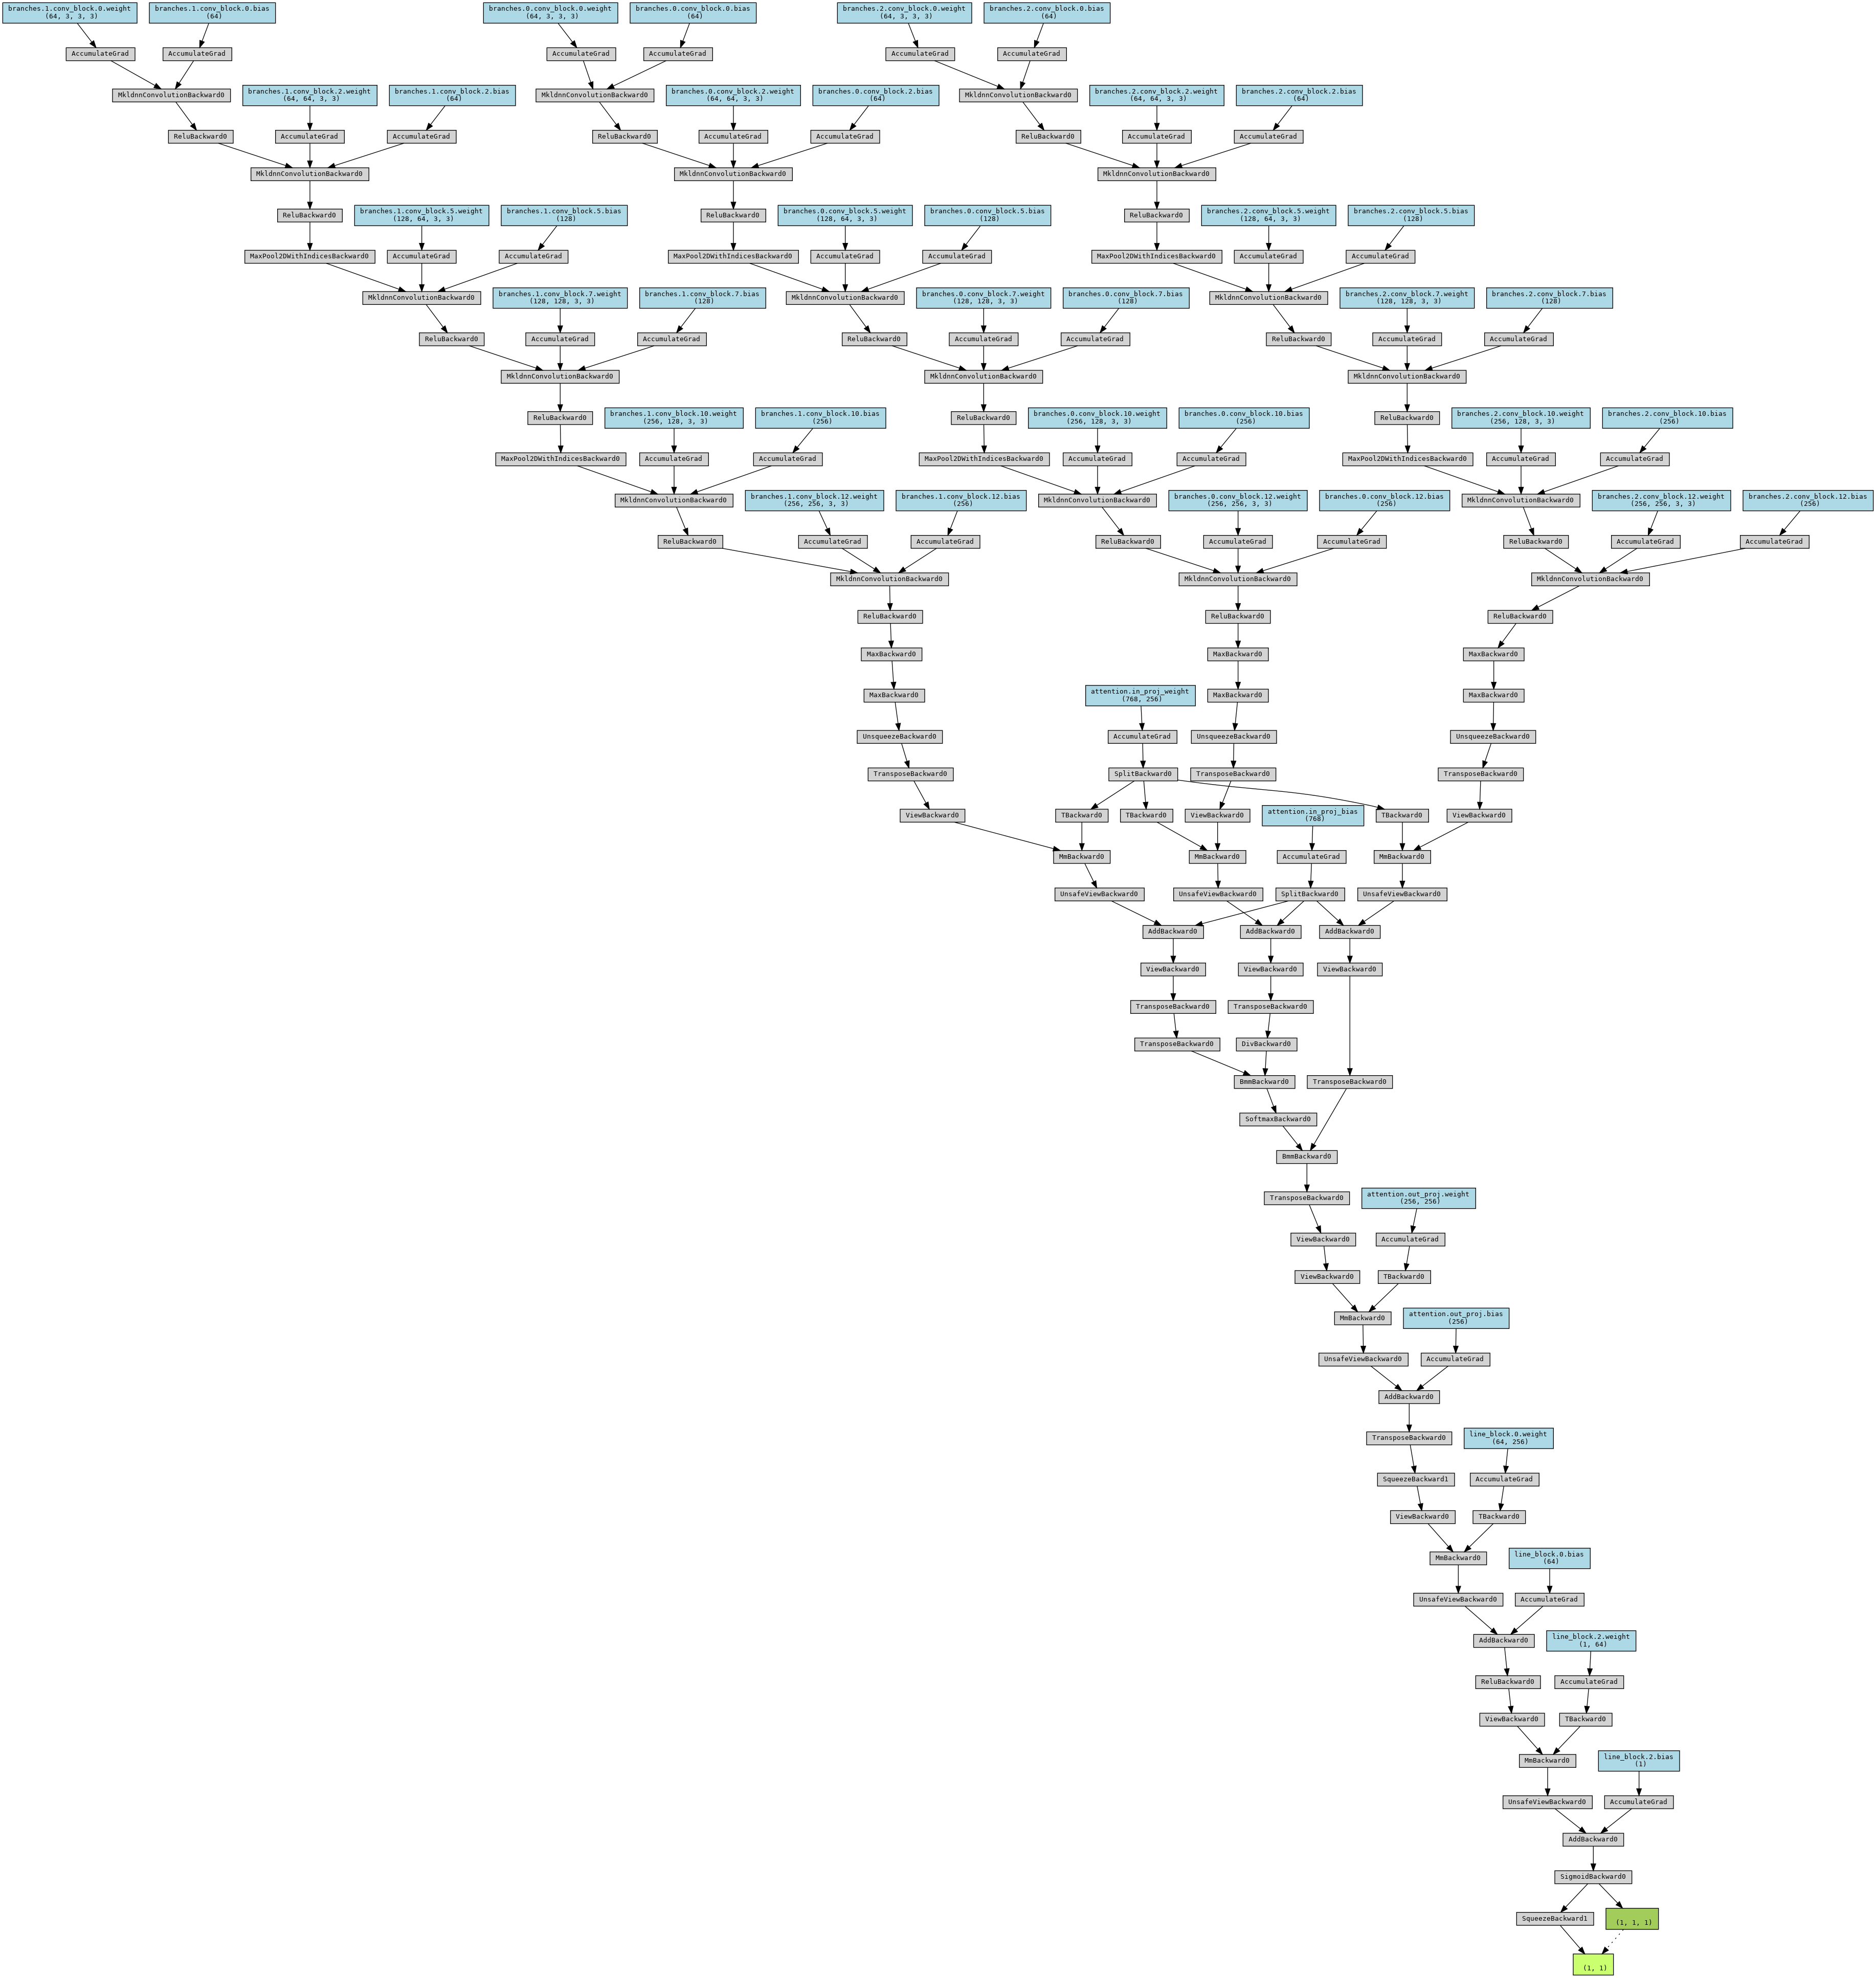 branches.1.conv_block.0.weight
(64, 3, 3, 3)
branches.1.conv_block.0.bias
(64)
branches.0.conv_block.0.weight
(64, 3, 3, 3)
branches.0.conv_block.0.bias
(64)
branches.2.conv_block.0.weight
(64, 3, 3, 3)
branches.2.conv_block.0.bias
(64)
AccumulateGrad
AccumulateGrad
AccumulateGrad
AccumulateGrad
AccumulateGrad
AccumulateGrad
MkldnnConvolutionBackward0
branches.1.conv_block.2.weight
(64, 64, 3, 3)
branches.1.conv_block.2.bias
(64)
MkldnnConvolutionBackward0
branches.0.conv_block.2.weight
(64, 64, 3, 3)
branches.0.conv_block.2.bias
(64)
MkldnnConvolutionBackward0
branches.2.conv_block.2.weight
(64, 64, 3, 3)
branches.2.conv_block.2.bias
(64)
ReluBackward0
AccumulateGrad
AccumulateGrad
ReluBackward0
AccumulateGrad
AccumulateGrad
ReluBackward0
AccumulateGrad
AccumulateGrad
MkldnnConvolutionBackward0
MkldnnConvolutionBackward0
MkldnnConvolutionBackward0
ReluBackward0
branches.1.conv_block.5.weight
(128, 64, 3, 3)
branches.1.conv_block.5.bias
(128)
ReluBackward0
branches.0.conv_block.5.weight
(128, 64, 3, 3)
branches.0.conv_block.5.bias
(128)
ReluBackward0
branches.2.conv_block.5.weight
(128, 64, 3, 3)
branches.2.conv_block.5.bias
(128)
MaxPool2DWithIndicesBackward0
AccumulateGrad
AccumulateGrad
MaxPool2DWithIndicesBackward0
AccumulateGrad
AccumulateGrad
MaxPool2DWithIndicesBackward0
AccumulateGrad
AccumulateGrad
MkldnnConvolutionBackward0
branches.1.conv_block.7.weight
(128, 128, 3, 3)
branches.1.conv_block.7.bias
(128)
MkldnnConvolutionBackward0
branches.0.conv_block.7.weight
(128, 128, 3, 3)
branches.0.conv_block.7.bias
(128)
MkldnnConvolutionBackward0
branches.2.conv_block.7.weight
(128, 128, 3, 3)
branches.2.conv_block.7.bias
(128)
ReluBackward0
AccumulateGrad
AccumulateGrad
ReluBackward0
AccumulateGrad
AccumulateGrad
ReluBackward0
AccumulateGrad
AccumulateGrad
MkldnnConvolutionBackward0
MkldnnConvolutionBackward0
MkldnnConvolutionBackward0
ReluBackward0
branches.1.conv_block.10.weight
(256, 128, 3, 3)
branches.1.conv_block.10.bias
(256)
ReluBackward0
branches.0.conv_block.10.weight
(256, 128, 3, 3)
branches.0.conv_block.10.bias
(256)
ReluBackward0
branches.2.conv_block.10.weight
(256, 128, 3, 3)
branches.2.conv_block.10.bias
(256)
MaxPool2DWithIndicesBackward0
AccumulateGrad
AccumulateGrad
MaxPool2DWithIndicesBackward0
AccumulateGrad
AccumulateGrad
MaxPool2DWithIndicesBackward0
AccumulateGrad
AccumulateGrad
MkldnnConvolutionBackward0
branches.1.conv_block.12.weight
(256, 256, 3, 3)
branches.1.conv_block.12.bias
(256)
MkldnnConvolutionBackward0
branches.0.conv_block.12.weight
(256, 256, 3, 3)
branches.0.conv_block.12.bias
(256)
MkldnnConvolutionBackward0
branches.2.conv_block.12.weight
(256, 256, 3, 3)
branches.2.conv_block.12.bias
(256)
ReluBackward0
AccumulateGrad
AccumulateGrad
ReluBackward0
AccumulateGrad
AccumulateGrad
ReluBackward0
AccumulateGrad
AccumulateGrad
MkldnnConvolutionBackward0
MkldnnConvolutionBackward0
MkldnnConvolutionBackward0
ReluBackward0
ReluBackward0
ReluBackward0
MaxBackward0
MaxBackward0
MaxBackward0
MaxBackward0
attention.in_proj_weight
(768, 256)
MaxBackward0
MaxBackward0
UnsqueezeBackward0
AccumulateGrad
UnsqueezeBackward0
UnsqueezeBackward0
TransposeBackward0
SplitBackward0
TransposeBackward0
TransposeBackward0
ViewBackward0
TBackward0
TBackward0
ViewBackward0
attention.in_proj_bias
(768)
TBackward0
ViewBackward0
MmBackward0
MmBackward0
AccumulateGrad
MmBackward0
UnsafeViewBackward0
UnsafeViewBackward0
SplitBackward0
UnsafeViewBackward0
AddBackward0
AddBackward0
AddBackward0
ViewBackward0
ViewBackward0
ViewBackward0
TransposeBackward0
TransposeBackward0
TransposeBackward0
DivBackward0
BmmBackward0
TransposeBackward0
SoftmaxBackward0
BmmBackward0
TransposeBackward0
attention.out_proj.weight
(256, 256)
ViewBackward0
AccumulateGrad
ViewBackward0
TBackward0
MmBackward0
attention.out_proj.bias
(256)
UnsafeViewBackward0
AccumulateGrad
AddBackward0
TransposeBackward0
line_block.0.weight
(64, 256)
SqueezeBackward1
AccumulateGrad
ViewBackward0
TBackward0
MmBackward0
line_block.0.bias
(64)
UnsafeViewBackward0
AccumulateGrad
AddBackward0
line_block.2.weight
(1, 64)
ReluBackward0
AccumulateGrad
ViewBackward0
TBackward0
MmBackward0
line_block.2.bias
(1)
UnsafeViewBackward0
AccumulateGrad
AddBackward0
SigmoidBackward0
SqueezeBackward1
(1, 1, 1)
(1, 1)